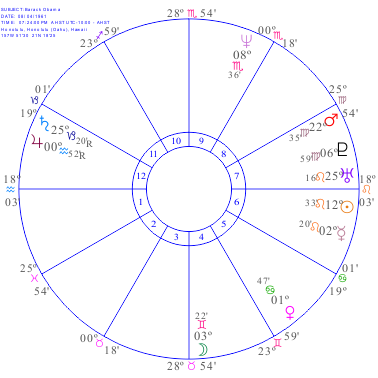 SUBJECT: Barack Obama
DATE: 08/04/1961
TIME: 07:24:00 PM AHST UTC-10:00 - AHST
Honolulu, Honolulu (Oahu), Hawaii
157W51'30 21N18'25
28° ♏ 54'
23° ♐ 59'
00° ♏ 18'
♆
08°
♏
36'
01'
♑
19°
25°
♍
54'
♄ 25° ♑ 20'R
♃ 00° ♒ 52'R
♂ 22° ♍ 35'
♇ 06° ♍ 59'
♅ 25° ♌ 16'
18°
♒
03'
18°
♌
03'
☉ 12° ♌ 33'
☿ 02° ♌ 20'
10 9
11 8
12 7
1 6
2 5
3 4
25°
♓
54'
01'
♋
19°
47'
♋
01°
♀
22'
♊
03°
☽
00° ♉ 18'
23° ♊ 59'
28° ♉ 54'